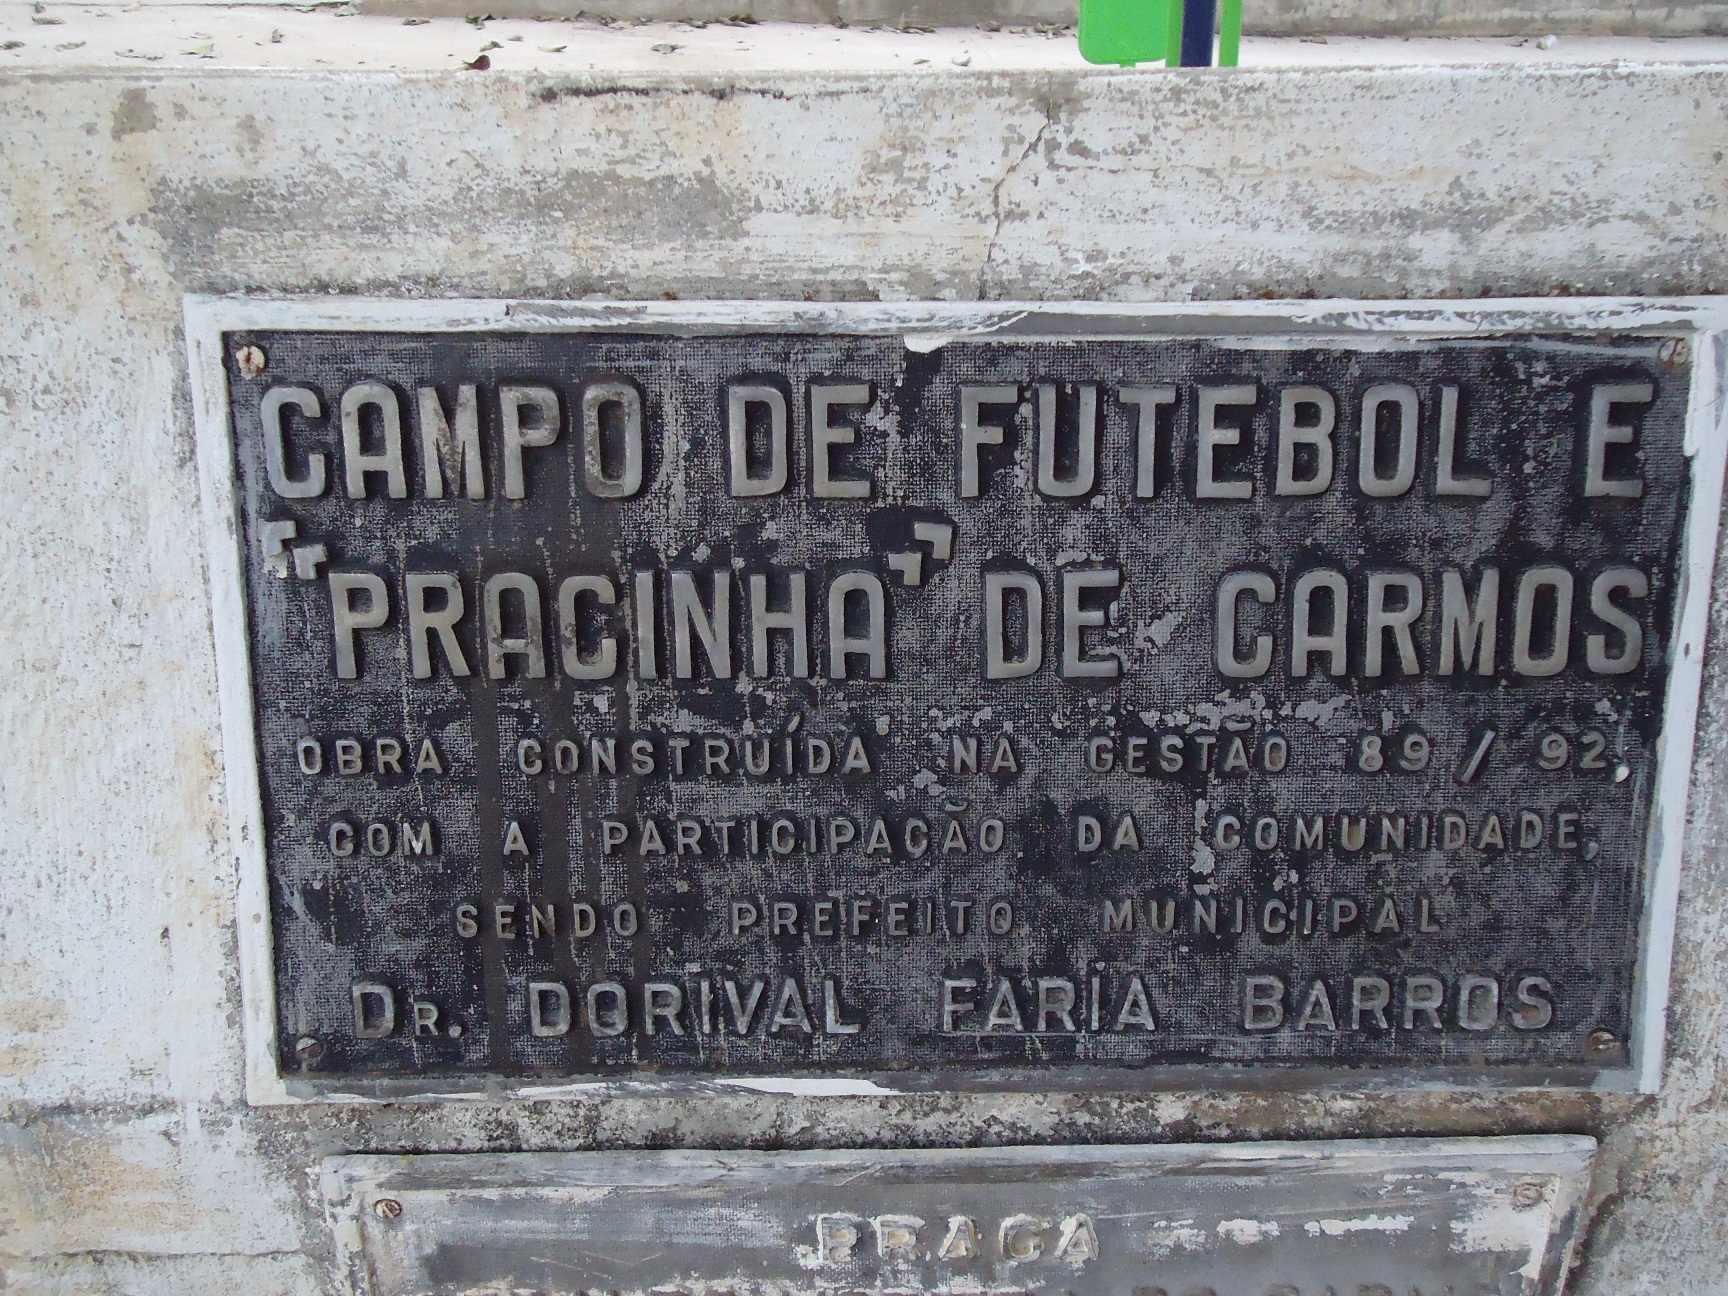 CAMPO DE FUTEBOL E
"PRACINHA" DE CARMOS
OBRA CONSTRUÍDA NA GESTÃO 89/92,
COM A PARTICIPAÇÃO DA COMUNIDADE,
SENDO PREFEITO MUNICIPAL
DR. DORIVAL FARIA BARROS
PRAÇA